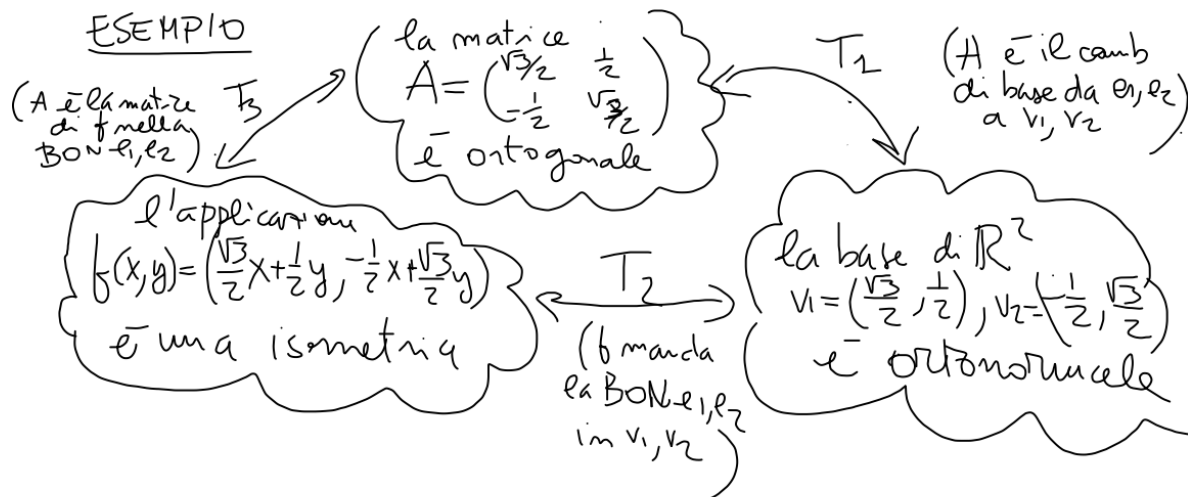 ESEMPIO
(A è la matrice
di f nella
BON e₁,e₂)
T₃
la matrice
A = (√3/2 1/2
-1/2 √3/2)
è ortogonale
T₁
(A è il camb
di base da e₁,e₂
a v₁,v₂)
l'applicazione
f(x,y)=(√3/2 x+1/2 y, -1/2 x+√3/2 y)
è una isometria
T₂
(f manda
la BON e₁,e₂
in v₁,v₂)
la base di ℝ²
v₁=(√3/2,1/2), v₂=(-1/2,√3/2)
è ortonormale